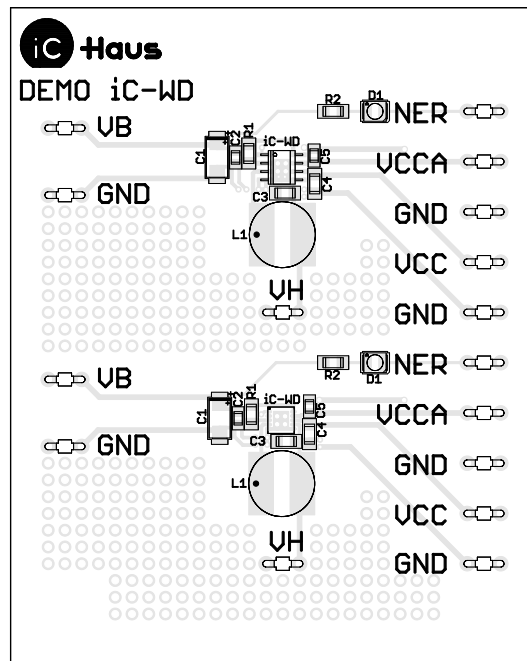 iC Haus
DEMO iC-WD
VB
GND
C1
C2
R1
iC-WD
C5
C4
C3
L1
VH
R2
D1
NER
VCCA
GND
VCC
GND
VB
GND
C1
C2
R1
iC-WD
C5
C4
C3
L1
VH
R2
D1
NER
VCCA
GND
VCC
GND